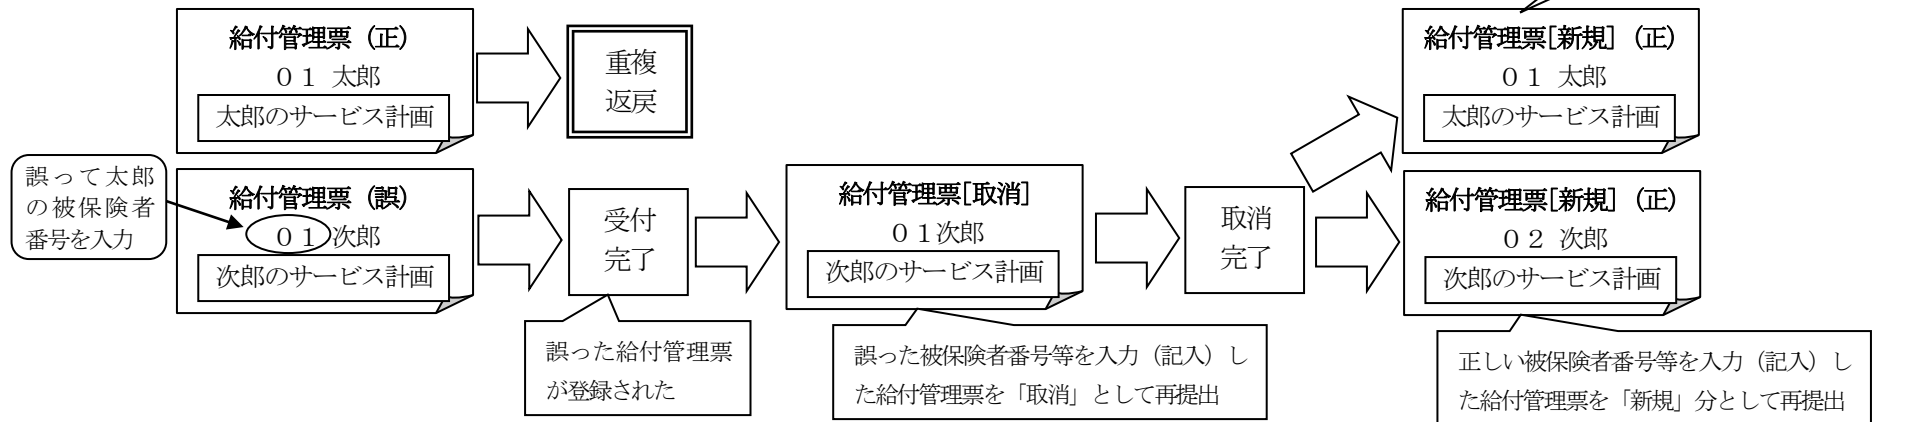 給付管理票（正）
０１ 太郎
太郎のサービス計画
重複
返戻
給付管理票[新規]（正）
０１ 太郎
太郎のサービス計画
誤って太郎
の被保険者
番号を入力
給付管理票（誤）
０１次郎
次郎のサービス計画
受付
完了
給付管理票[取消]
０１次郎
次郎のサービス計画
取消
完了
給付管理票[新規]（正）
０２ 次郎
次郎のサービス計画
誤った給付管理票
が登録された
誤った被保険者番号等を入力（記入）し
た給付管理票を「取消」として再提出
正しい被保険者番号等を入力（記入）し
た給付管理票を「新規」分として再提出